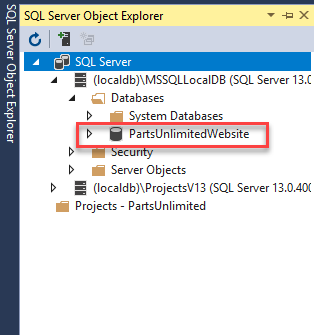 SQL Server Object Explorer
SQL Server Object Explorer
SQL Server
(localdb)\MSSQLLocalDB (SQL Server 13.0
Databases
System Databases
PartsUnlimitedWebsite
Security
Server Objects
(localdb)\ProjectsV13 (SQL Server 13.0.400
Projects - PartsUnlimited